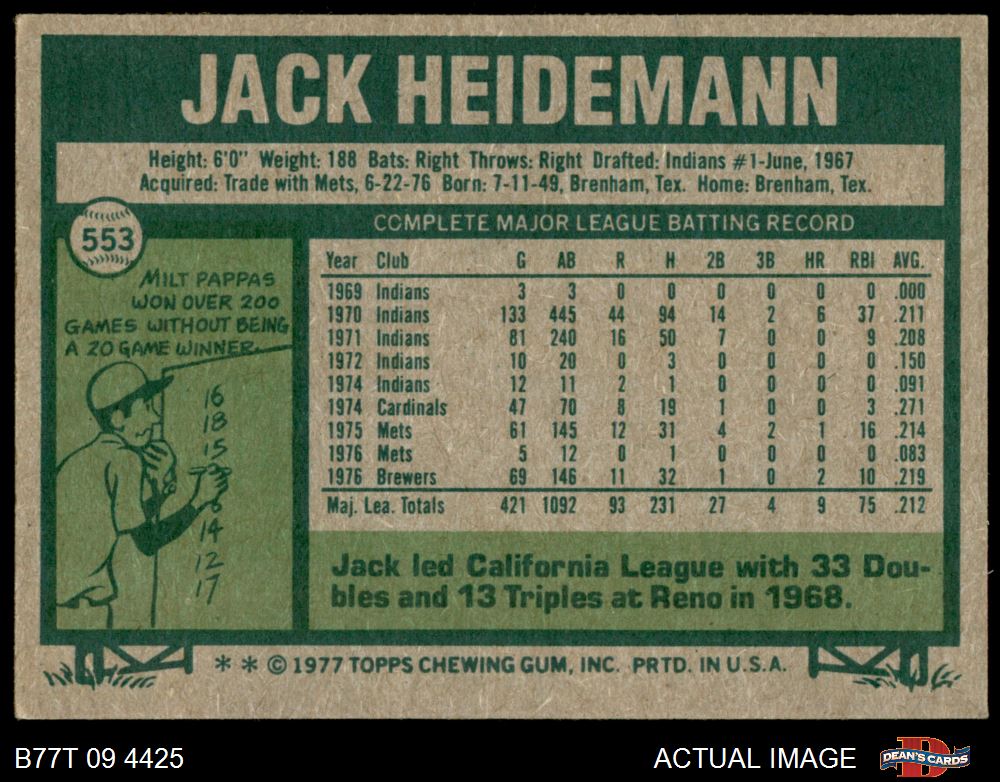 JACK HEIDEMANN
Height: 6'0" Weight: 188 Bats: Right Throws: Right Drafted: Indians #1-June, 1967
Acquired: Trade with Mets, 6-22-76 Born: 7-11-49, Brenham, Tex. Home: Brenham, Tex.
553
MILT PAPPAS
WON OVER 200
GAMES WITHOUT BEING
A 20 GAME WINNER.
16
18
15
6
14
12
17
COMPLETE MAJOR LEAGUE BATTING RECORD
Year Club G AB R H 2B 3B HR RBI AVG.
1969 Indians 3 3 0 0 0 0 0 0 .000
1970 Indians 133 445 44 94 14 2 6 37 .211
1971 Indians 81 240 16 50 7 0 0 9 .208
1972 Indians 10 20 0 3 0 0 0 0 .150
1974 Indians 12 11 2 1 0 0 0 0 .091
1974 Cardinals 47 70 8 19 1 0 0 3 .271
1975 Mets 61 145 12 31 4 2 1 16 .214
1976 Mets 5 12 0 1 0 0 0 0 .083
1976 Brewers 69 146 11 32 1 0 2 10 .219
Maj. Lea. Totals 421 1092 93 231 27 4 9 75 .212
Jack led California League with 33 Dou-
bles and 13 Triples at Reno in 1968.
* * © 1977 TOPPS CHEWING GUM, INC. PRTD. IN U.S.A.
B77T 09 4425
ACTUAL IMAGE
DEAN'S CARDS